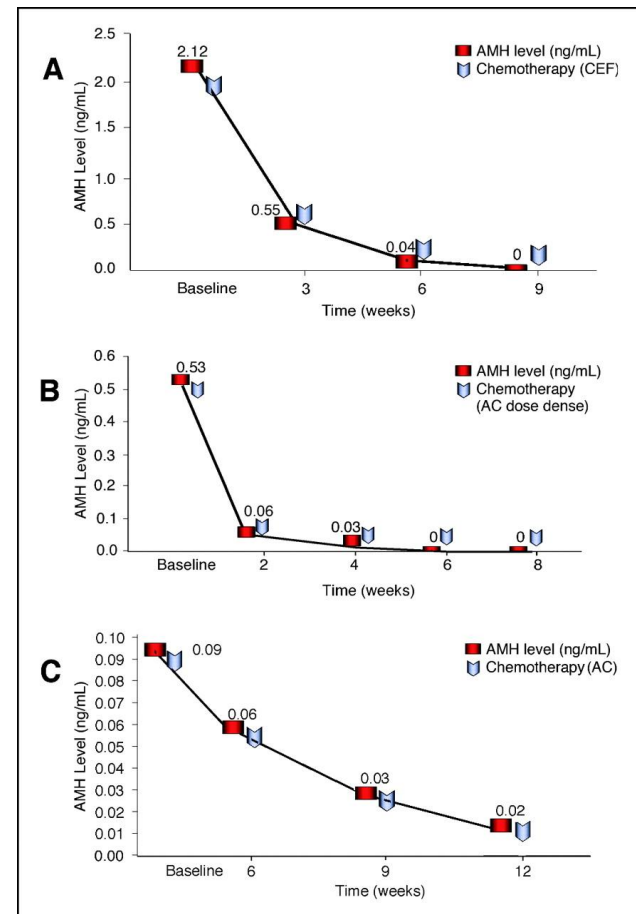 A
AMH Level (ng/mL)
2.5
2.0
1.5
1.0
0.5
0.0
2.12
0.55
0.04
0
AMH level (ng/mL)
Chemotherapy (CEF)
Baseline 3 6 9
Time (weeks)
B
AMH Level (ng/mL)
0.6
0.5
0.4
0.3
0.2
0.1
0.0
0.53
0.06
0.03
0
0
AMH level (ng/mL)
Chemotherapy
(AC dose dense)
Baseline 2 4 6 8
Time (weeks)
C
AMH Level (ng/mL)
0.10
0.09
0.08
0.07
0.06
0.05
0.04
0.03
0.02
0.01
0.00
0.09
0.06
0.03
0.02
AMH level (ng/mL)
Chemotherapy (AC)
Baseline 6 9 12
Time (weeks)